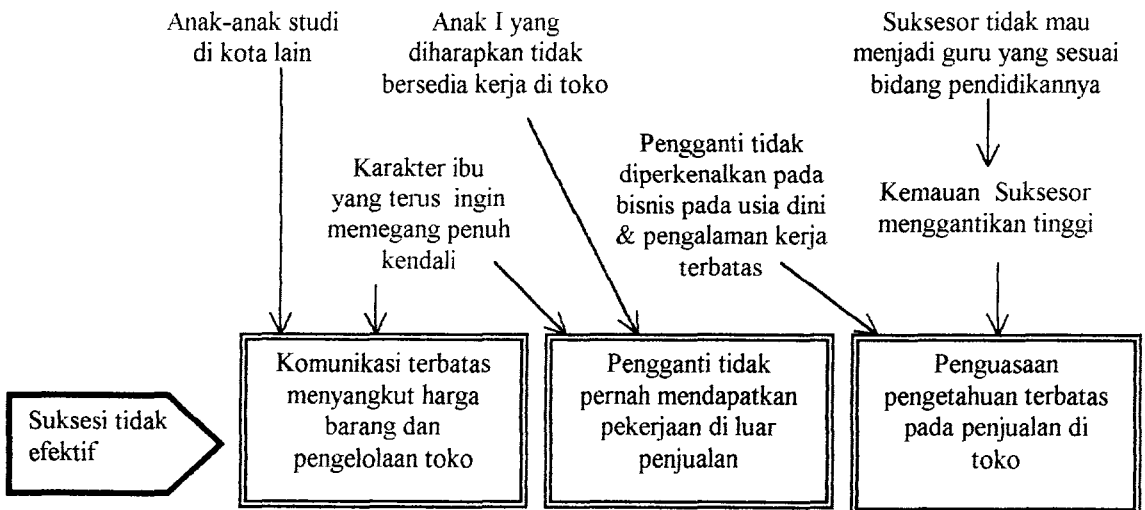 Anak-anak studi
di kota lain
Anak I yang
diharapkan tidak
bersedia kerja di toko
Suksesor tidak mau
menjadi guru yang sesuai
bidang pendidikannya
Karakter ibu
yang terus ingin
memegang penuh
kendali
Pengganti tidak
diperkenalkan pada
bisnis pada usia dini
& pengalaman kerja
terbatas
Kemauan Suksesor
menggantikan tinggi
Suksesi tidak
efektif
Komunikasi terbatas
menyangkut harga
barang dan
pengelolaan toko
Pengganti tidak
pernah mendapatkan
pekerjaan di luar
penjualan
Penguasaan
pengetahuan terbatas
pada penjualan di
toko